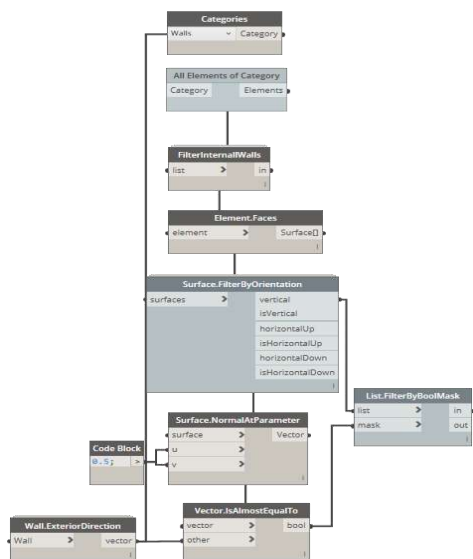 Categories
Walls Category
All Elements of Category
Category Elements
FilterInternallWalls
list in
Element.Faces
element Surface[]
Surface.FilterByOrientation
surfaces vertical
isVertical
horizontalUp
isHorizontalUp
horizontalDown
isHorizontalDown
List.FilterByBoolMask
list in
mask out
Surface.NormalAtParameter
surface Vector
u
v
Code Block
0.5; >
Vector.IsAlmostEqualTo
vector bool
other
Wall.ExteriorDirection
Wall vector